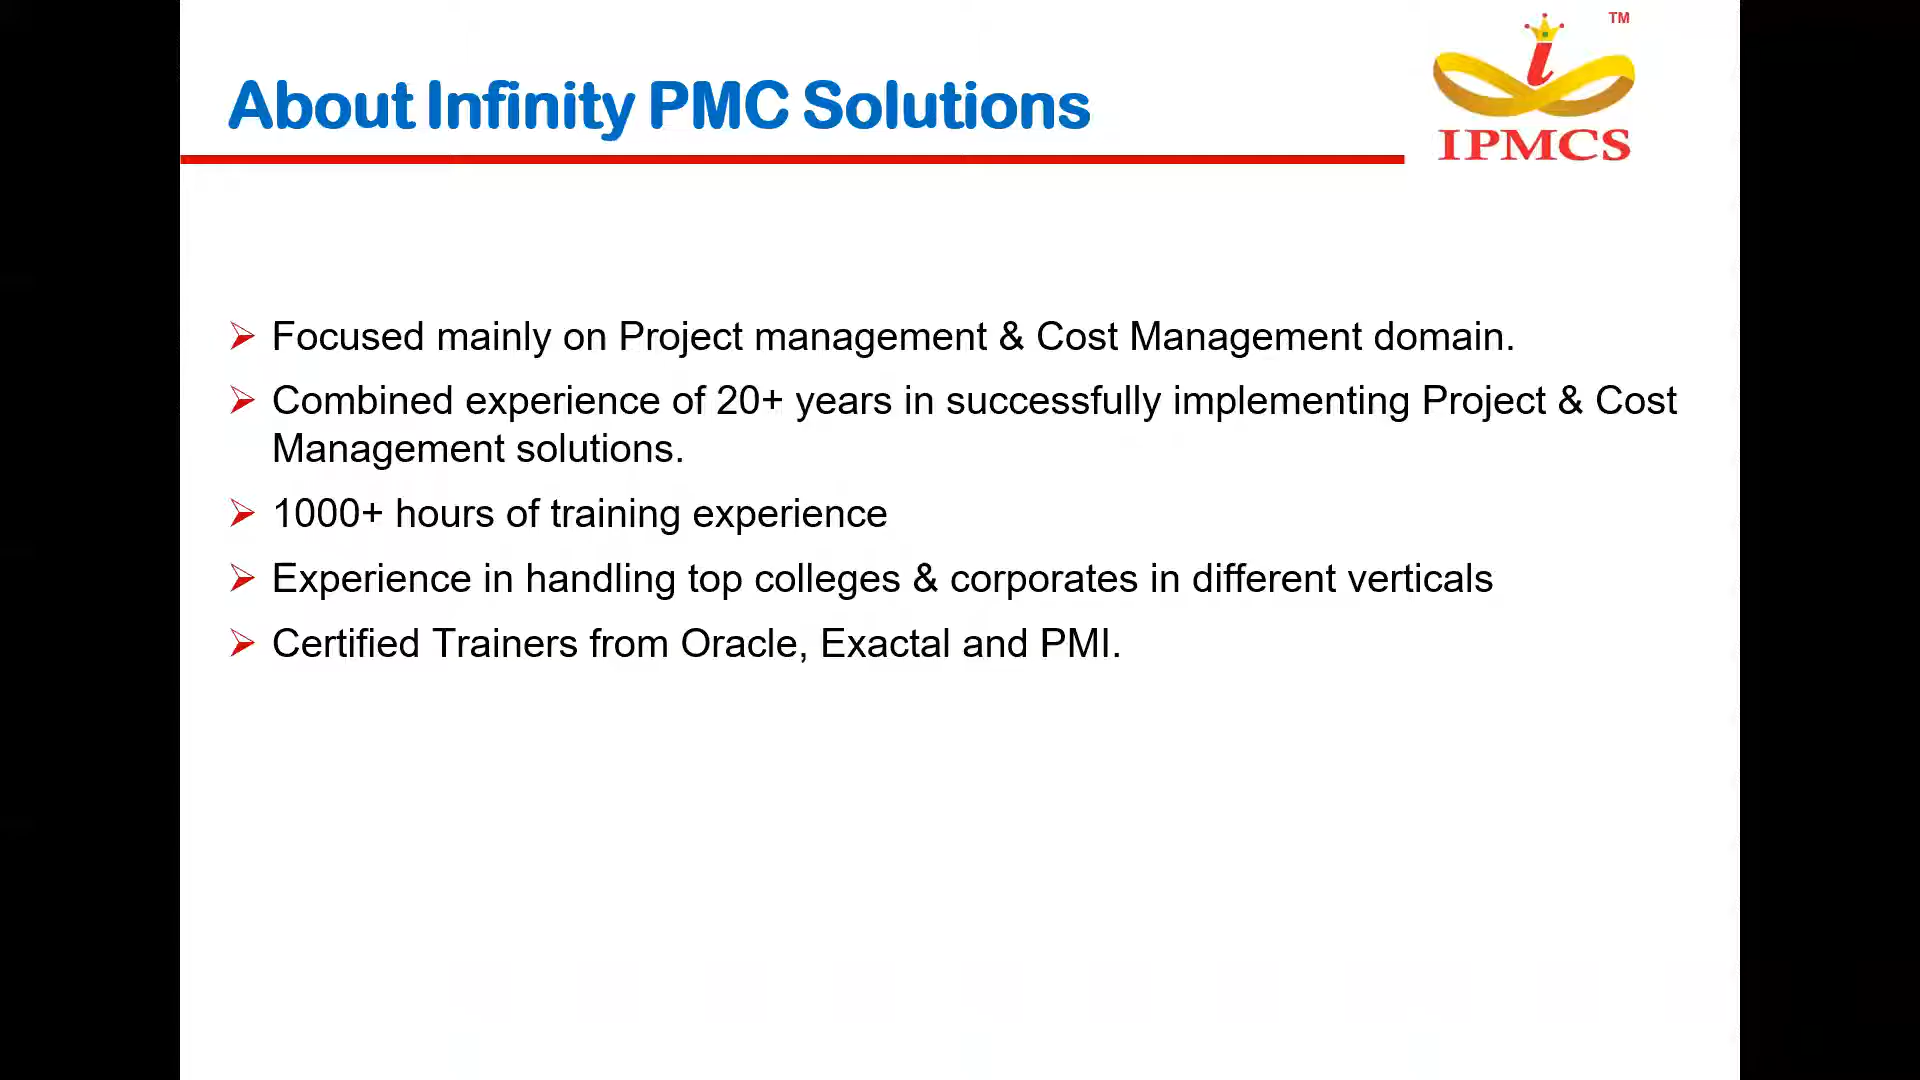 About Infinity PMC Solutions
TM
i
IPMCS
Focused mainly on Project management & Cost Management domain.
Combined experience of 20+ years in successfully implementing Project & Cost
Management solutions.
1000+ hours of training experience
Experience in handling top colleges & corporates in different verticals
Certified Trainers from Oracle, Exactal and PMI.